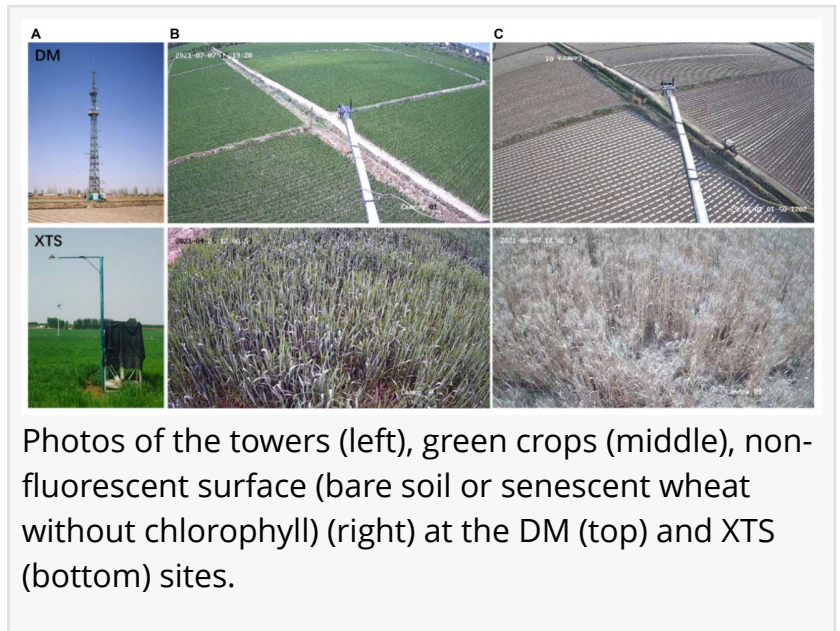 A
B
C
DM
XTS
Photos of the towers (left), green crops (middle), non-
fluorescent surface (bare soil or senescent wheat
without chlorophyll) (right) at the DM (top) and XTS
(bottom) sites.